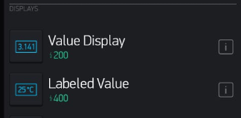 DISPLAYS
3.141
Value Display
↑200
i
25°C
Labeled Value
↑400
i